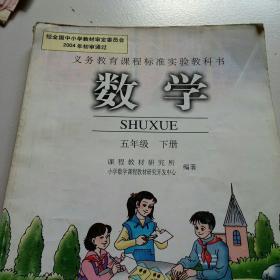 经全国中小学教材审定委员会
2004年初审通过
义务教育课程标准实验教科书
数学
SHUXUE
五年级 下册
课程教材研究所
小学数学课程教材研究开发中心
编著